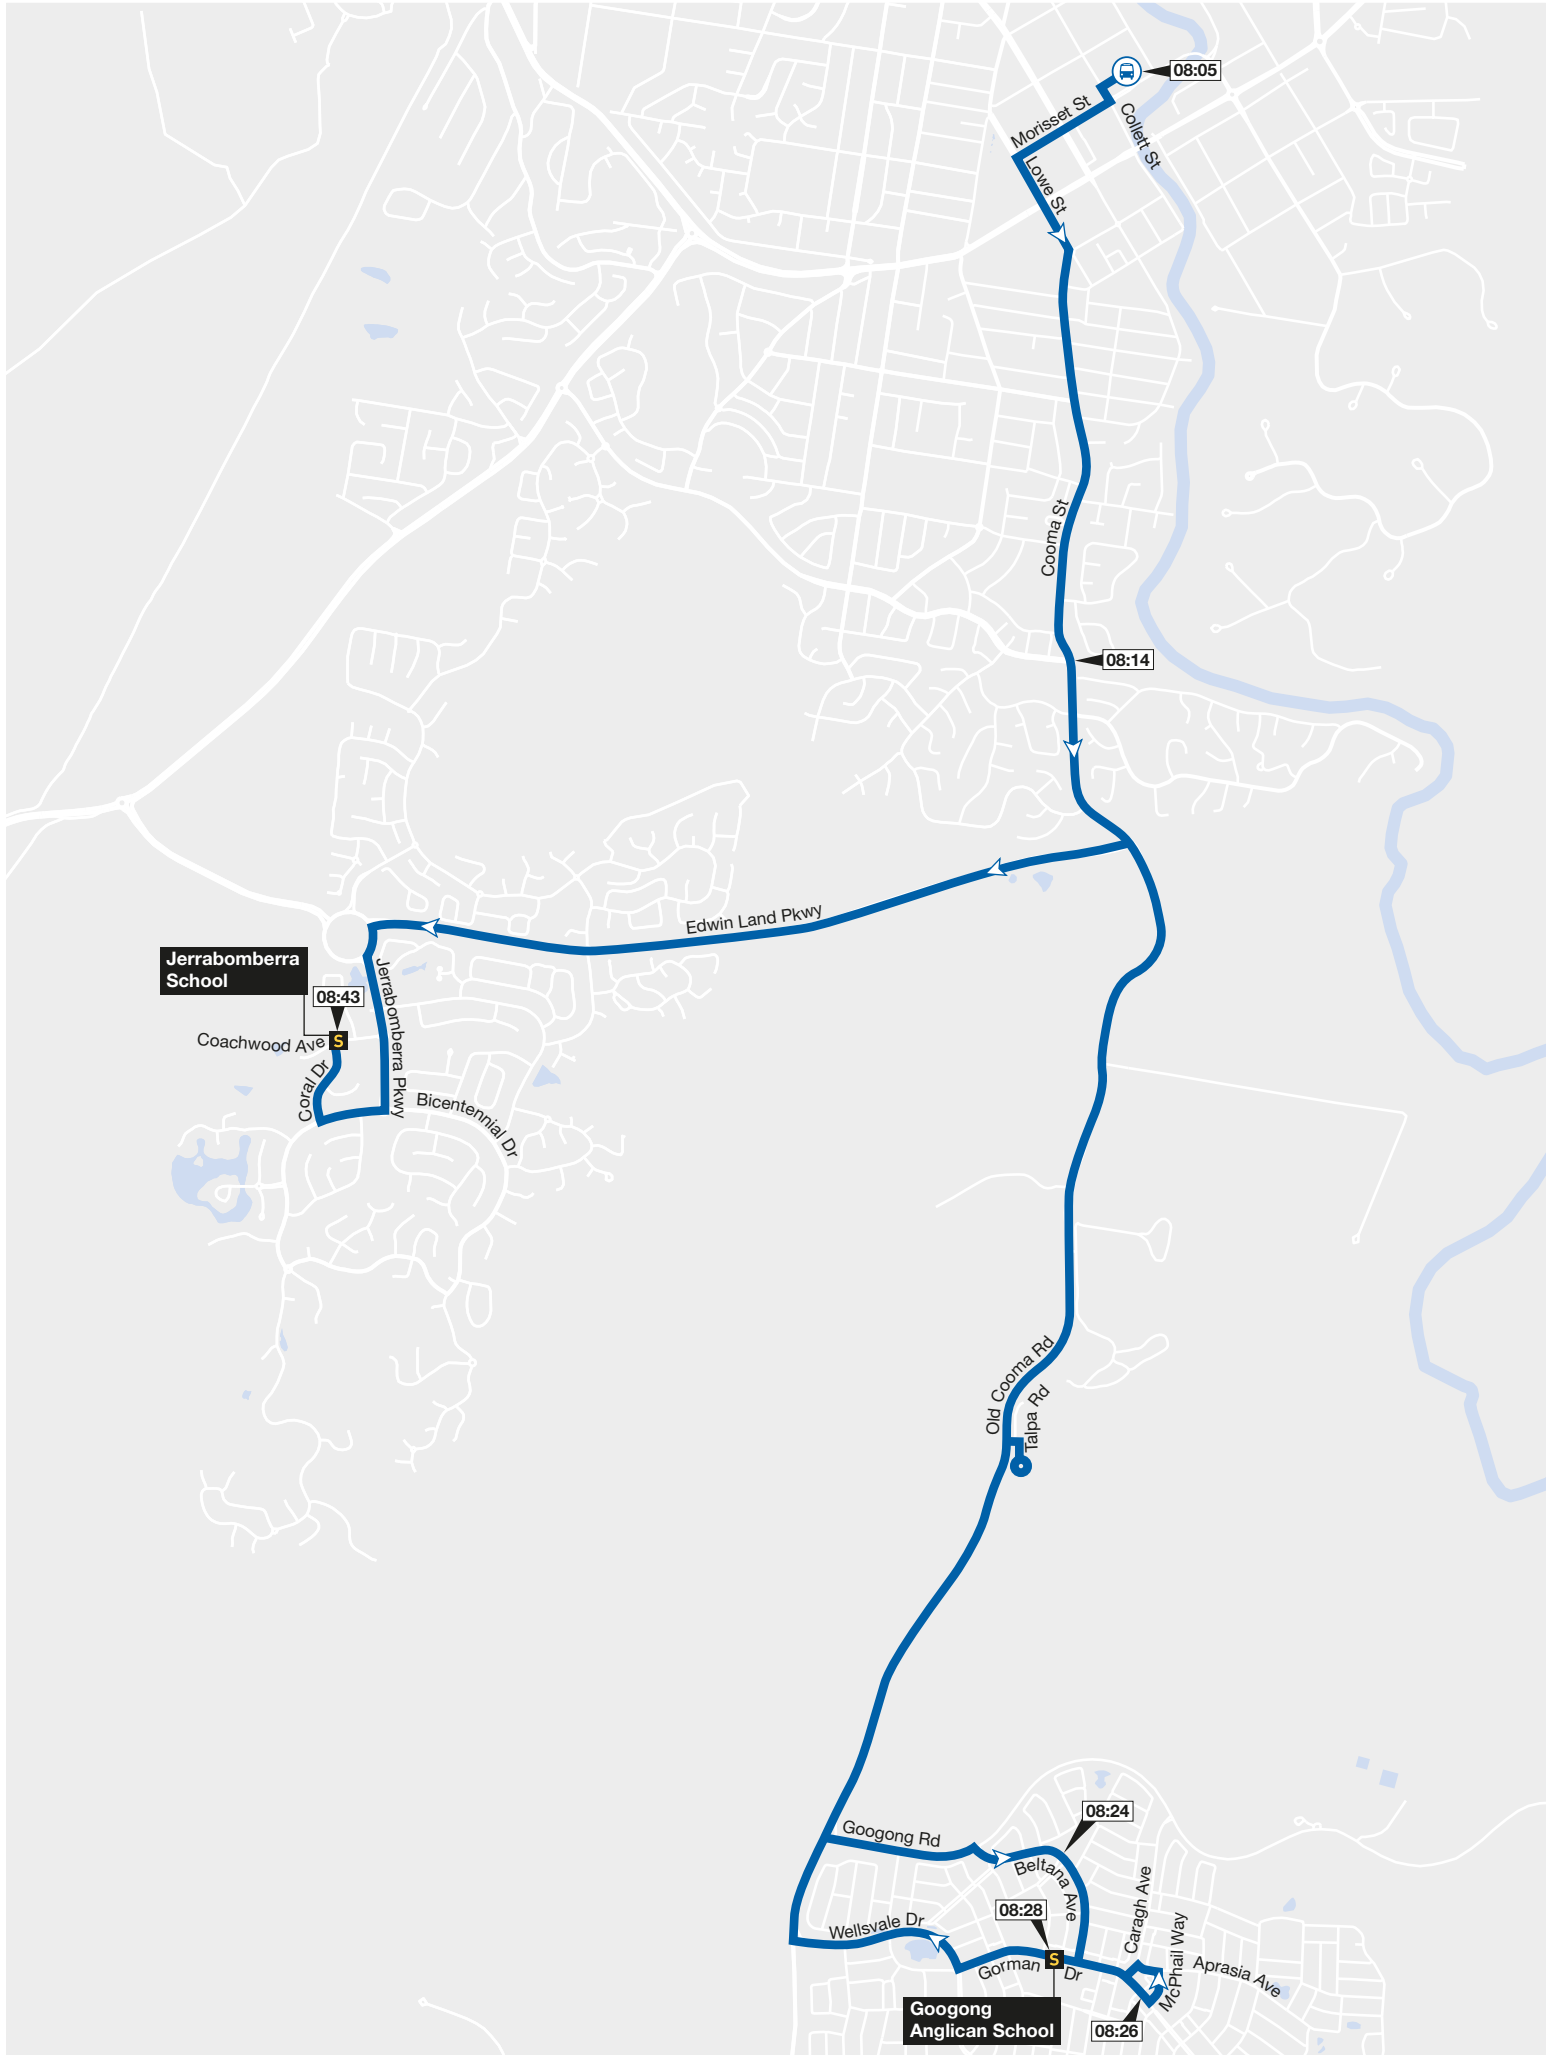 08:05
Morisset St
Collett St
Lowe St
Cooma St
08:14
Edwin Land Pkwy
Jerrabomberra
School
08:43
Jerrabomberra Pkwy
Coachwood Ave
S
Coral Dr
Bicentennial Dr
Old Cooma Rd
Talpa Rd
08:24
Googong Rd
Beltana Ave
Caragh Ave
08:28
McPhail Way
Wellsvale Dr
S
Gorman Dr
Aprasia Ave
Googong
Anglican School
08:26